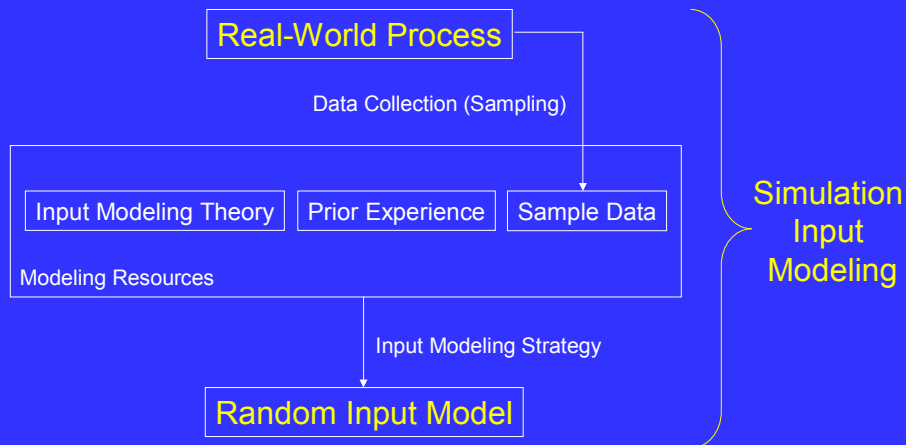 Real-World Process
Data Collection (Sampling)
Input Modeling Theory
Prior Experience
Sample Data
Modeling Resources
Input Modeling Strategy
Random Input Model
Simulation
Input
Modeling